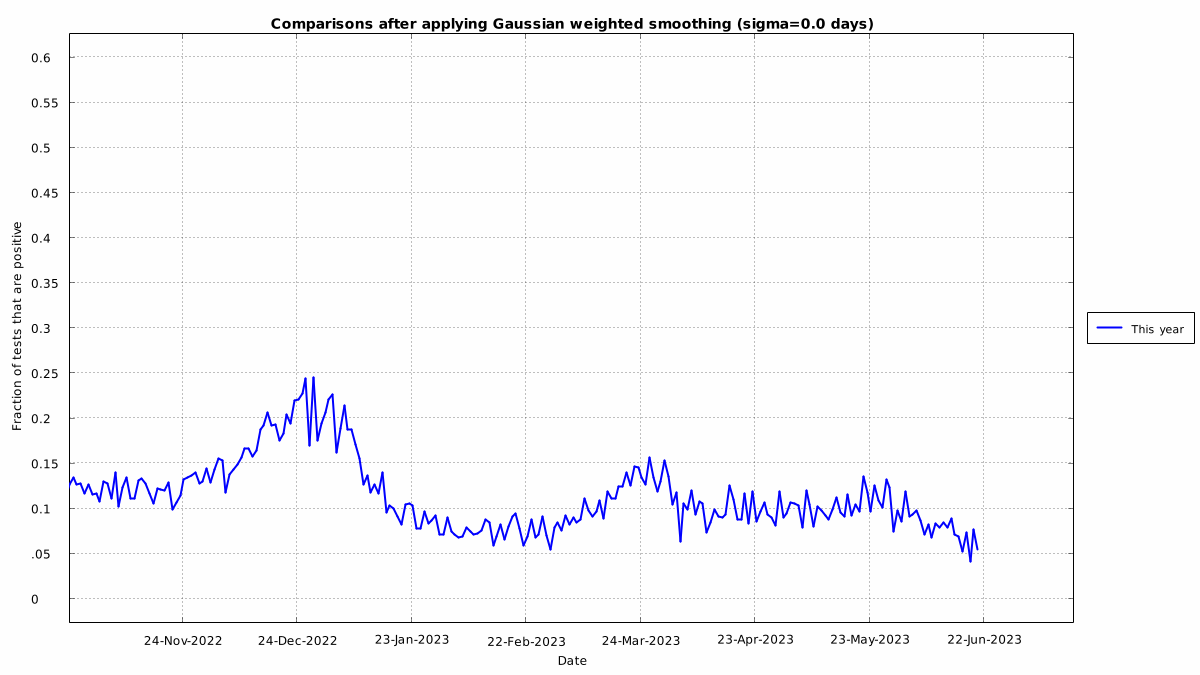 Comparisons after applying Gaussian weighted smoothing (sigma=0.0 days)
0.6
0.55
0.5
0.45
0.4
0.35
0.3
0.25
0.2
0.15
0.1
.05
0
Fraction of tests that are positive
This year
24-Nov-2022 24-Dec-2022 23-Jan-2023 22-Feb-2023 24-Mar-2023 23-Apr-2023 23-May-2023 22-Jun-2023
Date